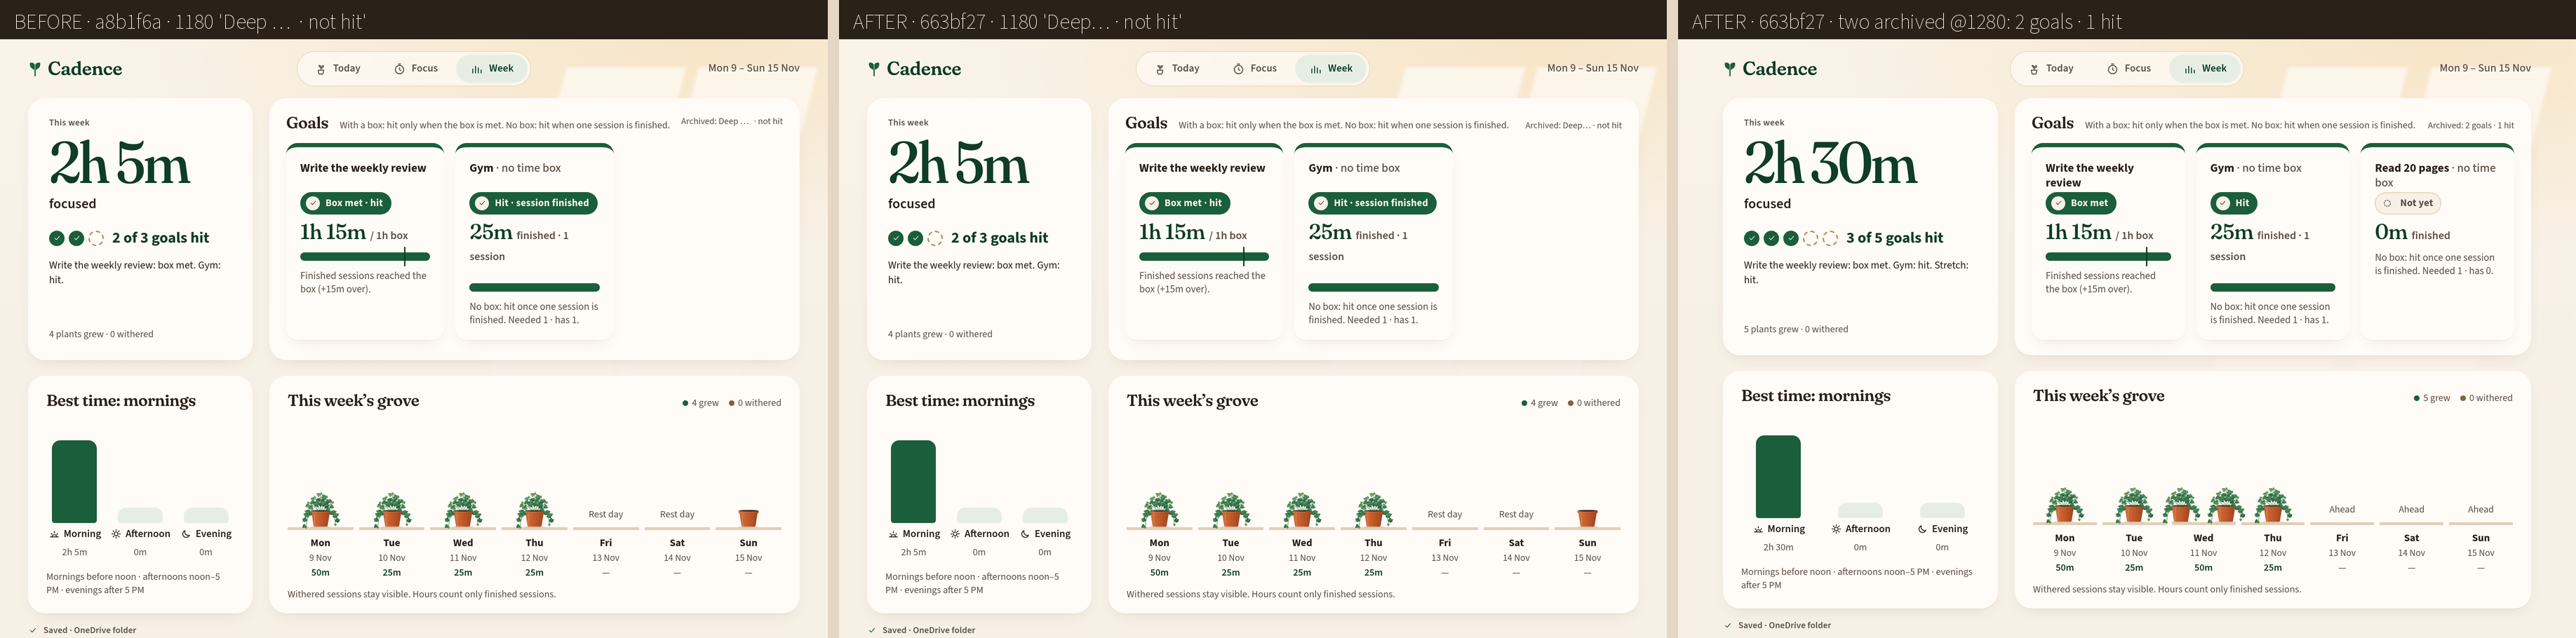 BEFORE · a8b1f6a · 1180 'Deep … · not hit'
Cadence
Today
Focus
Week
Mon 9 – Sun 15 Nov
This week
2h 5m
focused
2 of 3 goals hit
Write the weekly review: box met. Gym:
hit.
4 plants grew · 0 withered
Goals
With a box: hit only when the box is met. No box: hit when one session is finished.
Archived: Deep … · not hit
Write the weekly review
Box met · hit
1h 15m / 1h box
Finished sessions reached the
box (+15m over).
Gym · no time box
Hit · session finished
25m finished · 1
session
No box: hit once one session is
finished. Needed 1 · has 1.
Best time: mornings
Morning
Afternoon
Evening
2h 5m
0m
0m
Mornings before noon · afternoons noon–5
PM · evenings after 5 PM
This week’s grove
4 grew
0 withered
Rest day
Rest day
Mon
Tue
Wed
Thu
Fri
Sat
Sun
9 Nov
10 Nov
11 Nov
12 Nov
13 Nov
14 Nov
15 Nov
50m
25m
25m
25m
—
—
—
Withered sessions stay visible. Hours count only finished sessions.
Saved · OneDrive folder
AFTER · 663bf27 · 1180 'Deep… · not hit'
Cadence
Today
Focus
Week
Mon 9 – Sun 15 Nov
This week
2h 5m
focused
2 of 3 goals hit
Write the weekly review: box met. Gym:
hit.
4 plants grew · 0 withered
Goals
With a box: hit only when the box is met. No box: hit when one session is finished.
Archived: Deep… · not hit
Write the weekly review
Box met · hit
1h 15m / 1h box
Finished sessions reached the
box (+15m over).
Gym · no time box
Hit · session finished
25m finished · 1
session
No box: hit once one session is
finished. Needed 1 · has 1.
Best time: mornings
Morning
Afternoon
Evening
2h 5m
0m
0m
Mornings before noon · afternoons noon–5
PM · evenings after 5 PM
This week’s grove
4 grew
0 withered
Rest day
Rest day
Mon
Tue
Wed
Thu
Fri
Sat
Sun
9 Nov
10 Nov
11 Nov
12 Nov
13 Nov
14 Nov
15 Nov
50m
25m
25m
25m
—
—
—
Withered sessions stay visible. Hours count only finished sessions.
Saved · OneDrive folder
AFTER · 663bf27 · two archived @1280: 2 goals · 1 hit
Cadence
Today
Focus
Week
Mon 9 – Sun 15 Nov
This week
2h 30m
focused
3 of 5 goals hit
Write the weekly review: box met. Gym: hit. Stretch:
hit.
5 plants grew · 0 withered
Goals
With a box: hit only when the box is met. No box: hit when one session is finished.
Archived: 2 goals · 1 hit
Write the weekly
review
Box met
1h 15m / 1h box
Finished sessions reached
the box (+15m over).
Gym · no time box
Hit
25m finished · 1
session
No box: hit once one session
is finished. Needed 1 · has 1.
Read 20 pages · no time
box
Not yet
0m finished
No box: hit once one session
is finished. Needed 1 · has 0.
Best time: mornings
Morning
Afternoon
Evening
2h 30m
0m
0m
Mornings before noon · afternoons noon–5 PM · evenings
after 5 PM
This week’s grove
5 grew
0 withered
Ahead
Ahead
Ahead
Mon
Tue
Wed
Thu
Fri
Sat
Sun
9 Nov
10 Nov
11 Nov
12 Nov
13 Nov
14 Nov
15 Nov
50m
25m
50m
25m
—
—
—
Withered sessions stay visible. Hours count only finished sessions.
Saved · OneDrive folder